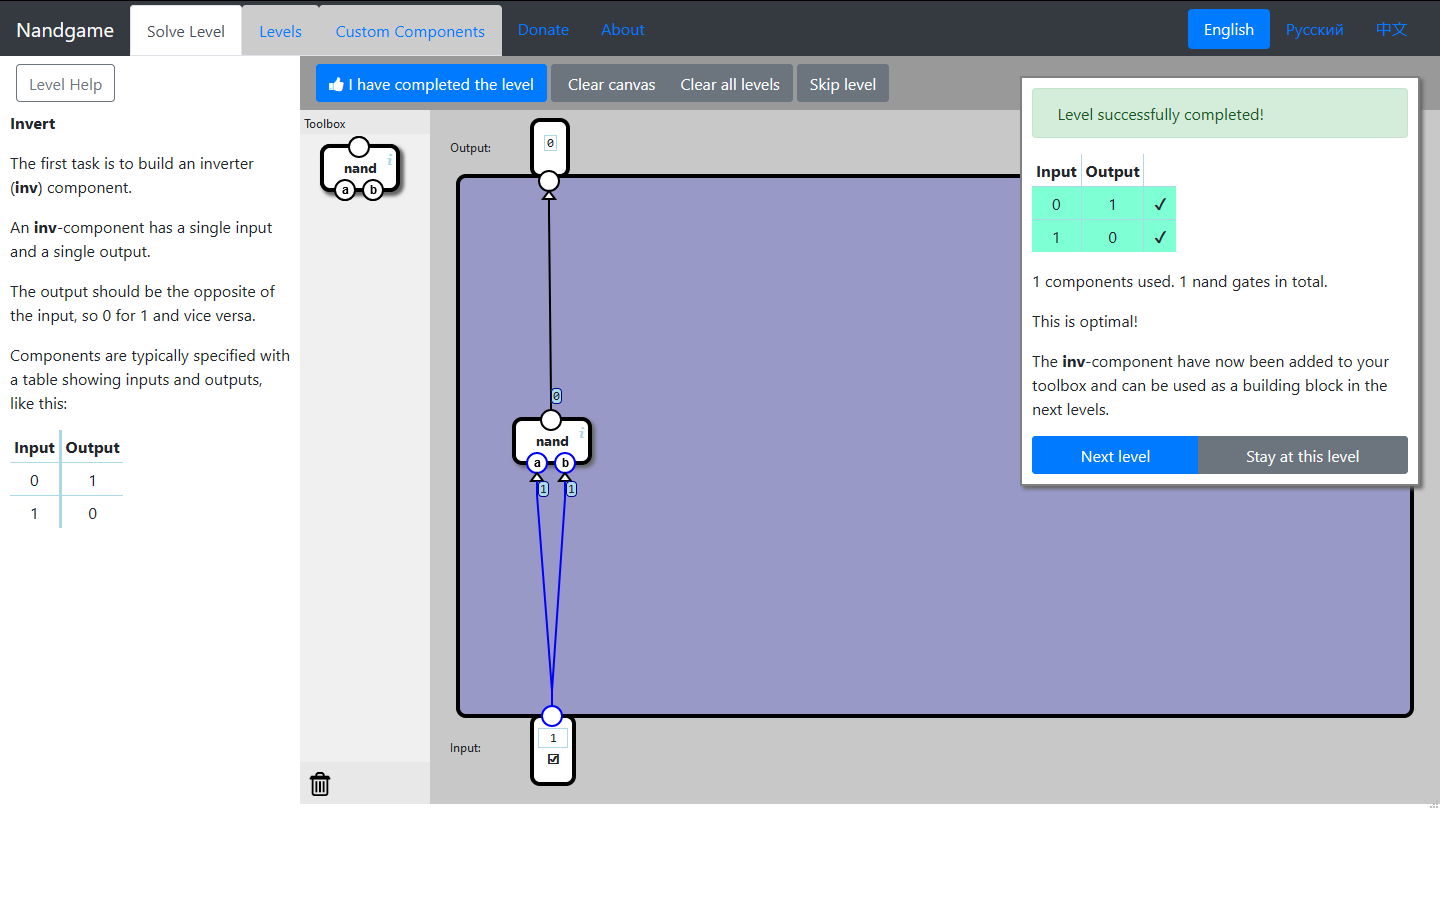 Nandgame Solve Level Levels Custom Components Donate About English Русский 中文
Level Help
I have completed the level Clear canvas Clear all levels Skip level
Invert
The first task is to build an inverter
(inv) component.
An inv-component has a single input
and a single output.
The output should be the opposite of
the input, so 0 for 1 and vice versa.
Components are typically specified with
a table showing inputs and outputs,
like this:
Input Output
0 1
1 0
Toolbox
nand i
a b
Output:
0
0
nand i
a b
1 1
Input:
1
Level successfully completed!
Input Output
0 1 ✓
1 0 ✓
1 components used. 1 nand gates in total.
This is optimal!
The inv-component have now been added to your
toolbox and can be used as a building block in the
next levels.
Next level Stay at this level